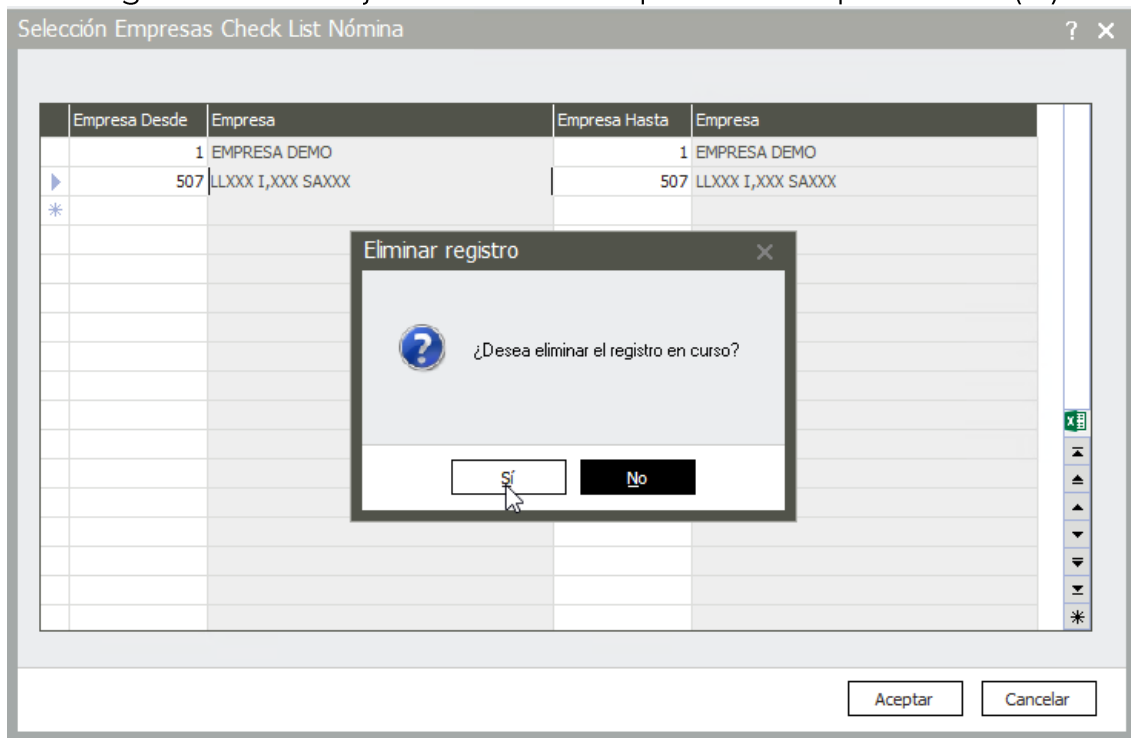 Selección Empresas Check List Nómina
Empresa Desde Empresa Empresa Hasta Empresa
1 EMPRESA DEMO 1 EMPRESA DEMO
507 LLXXX I,XXX SAXXX 507 LLXXX I,XXX SAXXX
Eliminar registro
¿Desea eliminar el registro en curso?
Sí No
Aceptar Cancelar